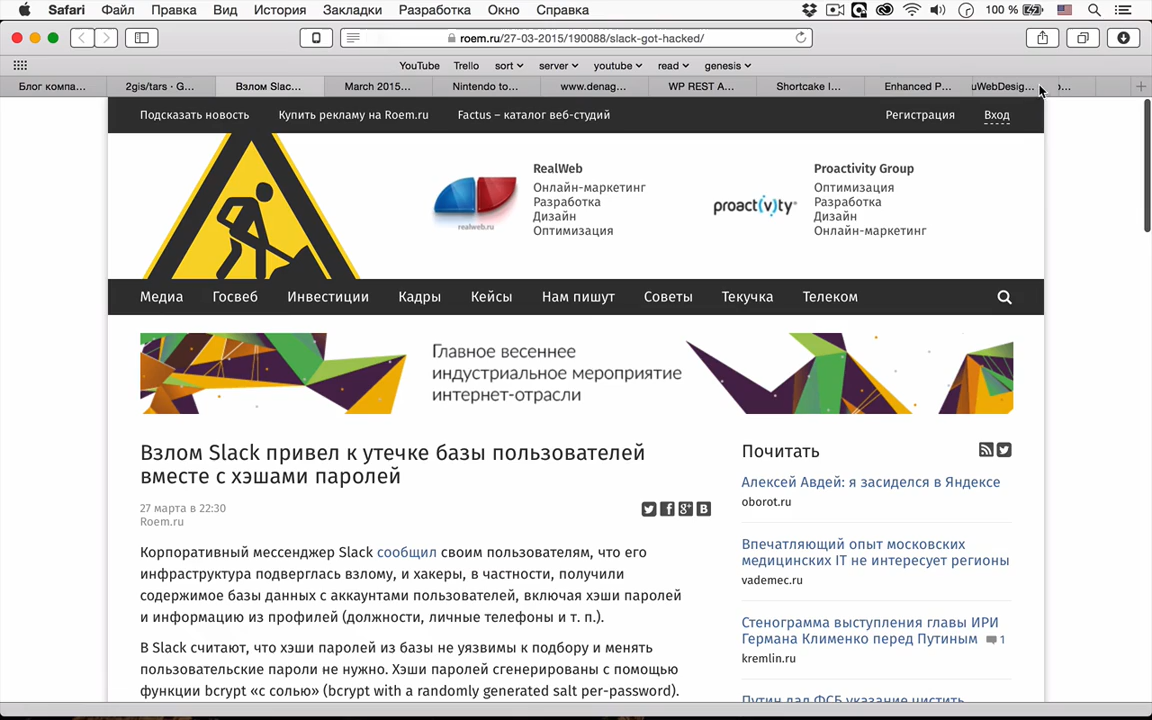 Safari Файл Правка Вид История Закладки Разработка Окно Справка 100 %
roem.ru/27-03-2015/190088/slack-got-hacked/
YouTube Trello sort server youtube read genesis
Блог компа... 2gis/tars · G... Взлом Slac... March 2015... Nintendo to... www.denag... WP REST A... Shortcake I... Enhanced P... uWebDesig...
Подсказать новость Купить рекламу на Roem.ru Factus – каталог веб-студий Регистрация Вход
RealWeb
Онлайн-маркетинг
Разработка
Дизайн
Оптимизация
realweb.ru
proact(v)ty
Proactivity Group
Оптимизация
Разработка
Дизайн
Онлайн-маркетинг
Медиа Госвеб Инвестиции Кадры Кейсы Нам пишут Советы Текучка Телеком
Главное весеннее
индустриальное мероприятие
интернет-отрасли
Взлом Slack привел к утечке базы пользователей
вместе с хэшами паролей
27 марта в 22:30
Roem.ru
Корпоративный мессенджер Slack сообщил своим пользователям, что его
инфраструктура подверглась взлому, и хакеры, в частности, получили
содержимое базы данных с аккаунтами пользователей, включая хэши паролей
и информацию из профилей (должности, личные телефоны и т. п.).
В Slack считают, что хэши паролей из базы не уязвимы к подбору и менять
пользовательские пароли не нужно. Хэши паролей сгенерированы с помощью
функции bcrypt «с солью» (bcrypt with a randomly generated salt per-password).
Почитать
Алексей Авдей: я засиделся в Яндексе
oborot.ru
Впечатляющий опыт московских
медицинских IT не интересует регионы
vademec.ru
Стенограмма выступления главы ИРИ
Германа Клименко перед Путиным 1
kremlin.ru
Путин дал ФСБ указание чистить